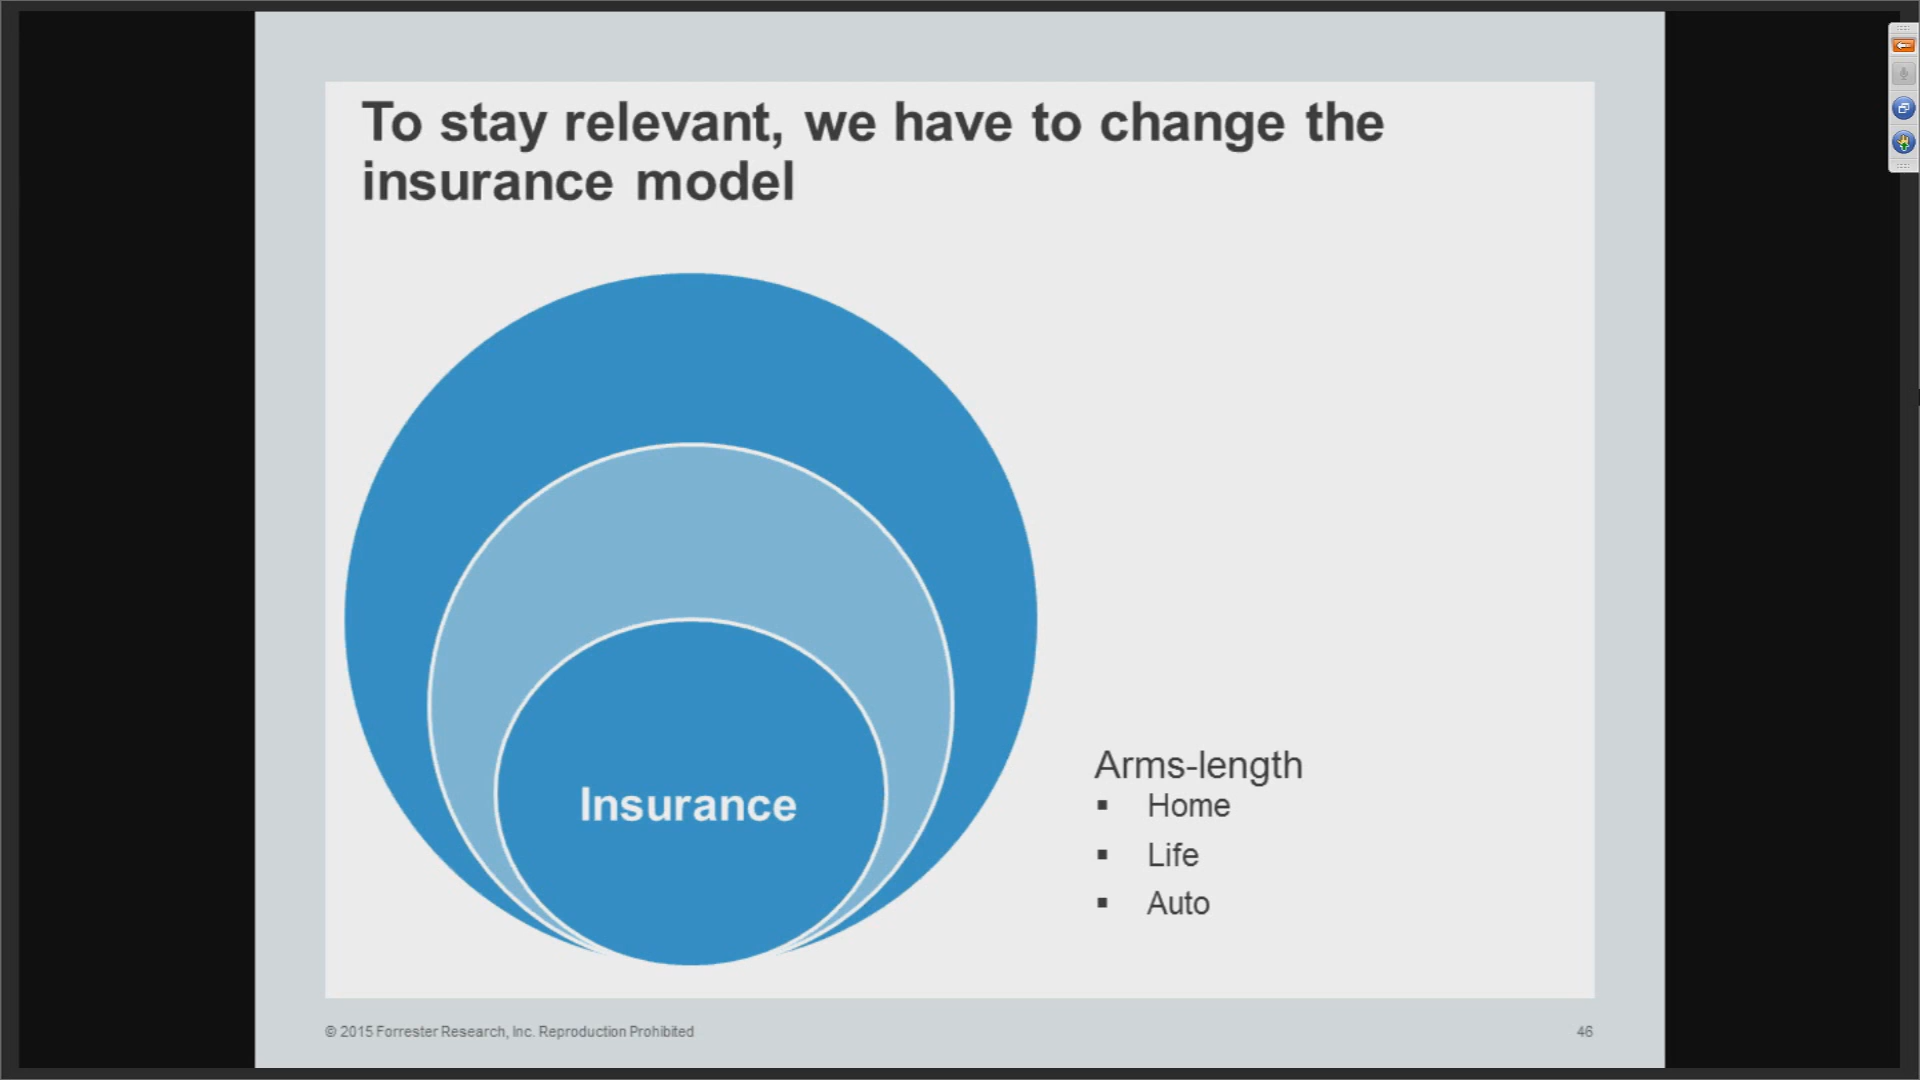 To stay relevant, we have to change the
insurance model
Insurance
Arms-length
▪ Home
▪ Life
▪ Auto
© 2015 Forrester Research, Inc. Reproduction Prohibited
46